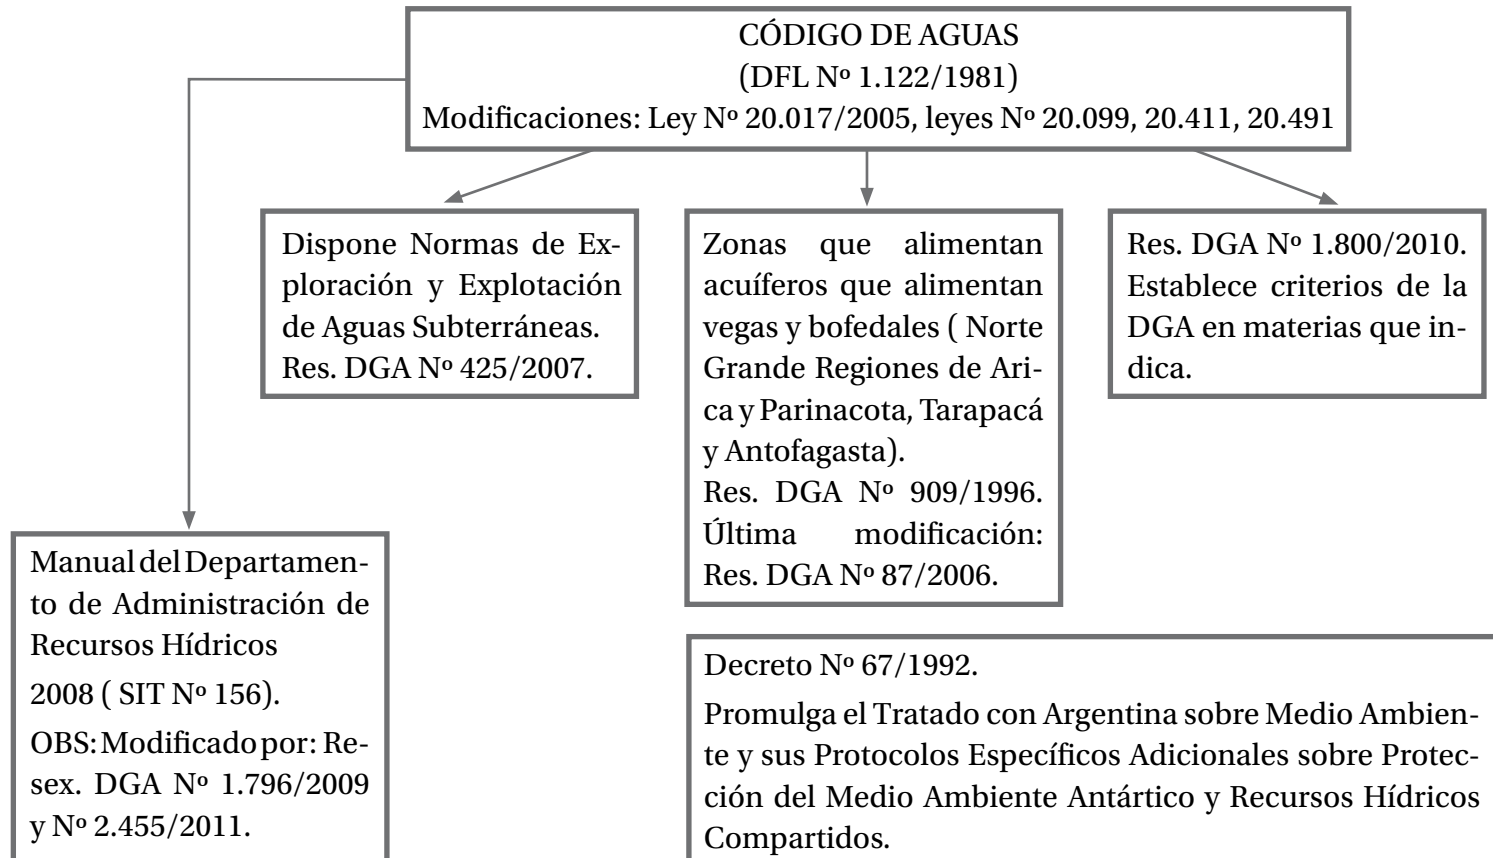 CÓDIGO DE AGUAS
(DFL Nº 1.122/1981)
Modificaciones: Ley Nº 20.017/2005, leyes Nº 20.099, 20.411, 20.491
Dispone Normas de Ex-
ploración y Explotación
de Aguas Subterráneas.
Res. DGA Nº 425/2007.
Zonas que alimentan
acuíferos que alimentan
vegas y bofedales ( Norte
Grande Regiones de Ari-
ca y Parinacota, Tarapacá
y Antofagasta).
Res. DGA Nº 909/1996.
Última modificación:
Res. DGA Nº 87/2006.
Res. DGA Nº 1.800/2010.
Establece criterios de la
DGA en materias que in-
dica.
Manual del Departamen-
to de Administración de
Recursos Hídricos
2008 ( SIT Nº 156).
OBS: Modificado por: Re-
sex. DGA Nº 1.796/2009
y Nº 2.455/2011.
Decreto Nº 67/1992.
Promulga el Tratado con Argentina sobre Medio Ambien-
te y sus Protocolos Específicos Adicionales sobre Protec-
ción del Medio Ambiente Antártico y Recursos Hídricos
Compartidos.